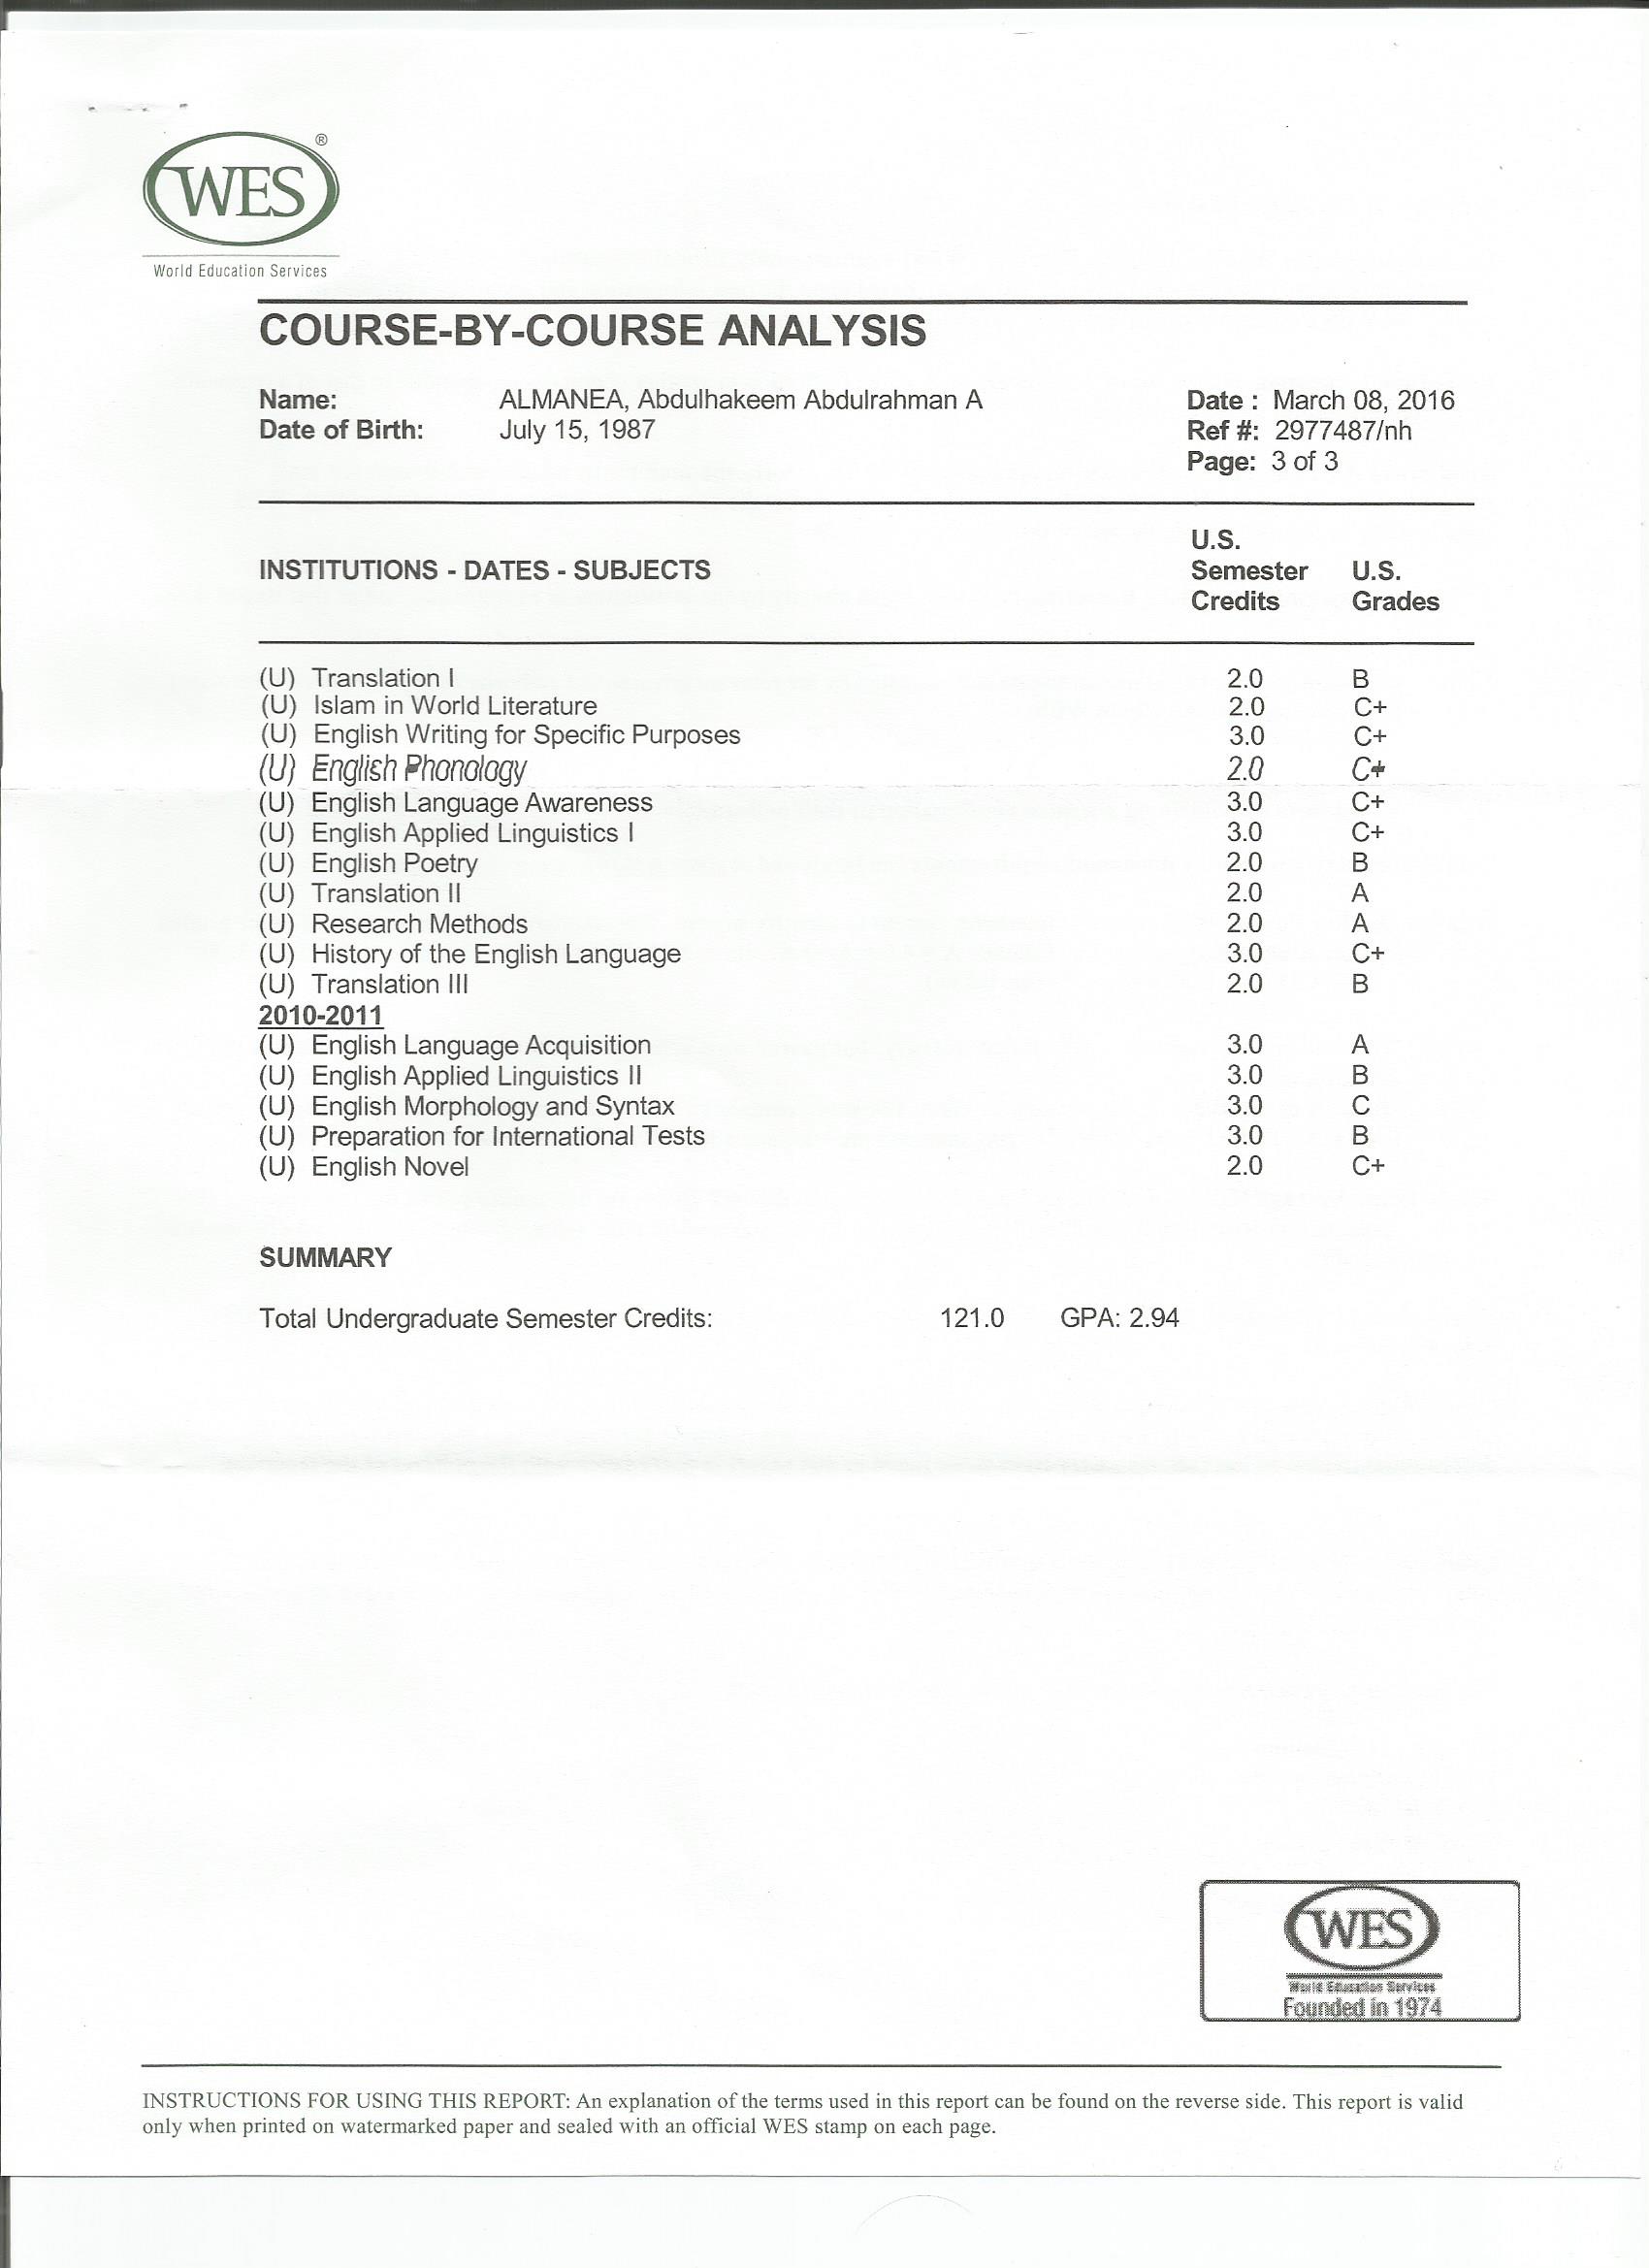 WES ®
World Education Services
COURSE-BY-COURSE ANALYSIS
Name: ALMANEA, Abdulhakeem Abdulrahman A Date : March 08, 2016
Date of Birth: July 15, 1987 Ref #: 2977487/nh
Page: 3 of 3
U.S.
INSTITUTIONS - DATES - SUBJECTS Semester U.S.
Credits Grades
(U) Translation I 2.0 B
(U) Islam in World Literature 2.0 C+
(U) English Writing for Specific Purposes 3.0 C+
(U) English Phonology 2.0 C+
(U) English Language Awareness 3.0 C+
(U) English Applied Linguistics I 3.0 C+
(U) English Poetry 2.0 B
(U) Translation II 2.0 A
(U) Research Methods 2.0 A
(U) History of the English Language 3.0 C+
(U) Translation III 2.0 B
2010-2011
(U) English Language Acquisition 3.0 A
(U) English Applied Linguistics II 3.0 B
(U) English Morphology and Syntax 3.0 C
(U) Preparation for International Tests 3.0 B
(U) English Novel 2.0 C+
SUMMARY
Total Undergraduate Semester Credits: 121.0 GPA: 2.94
WES
World Education Services
Founded in 1974
INSTRUCTIONS FOR USING THIS REPORT: An explanation of the terms used in this report can be found on the reverse side. This report is valid
only when printed on watermarked paper and sealed with an official WES stamp on each page.